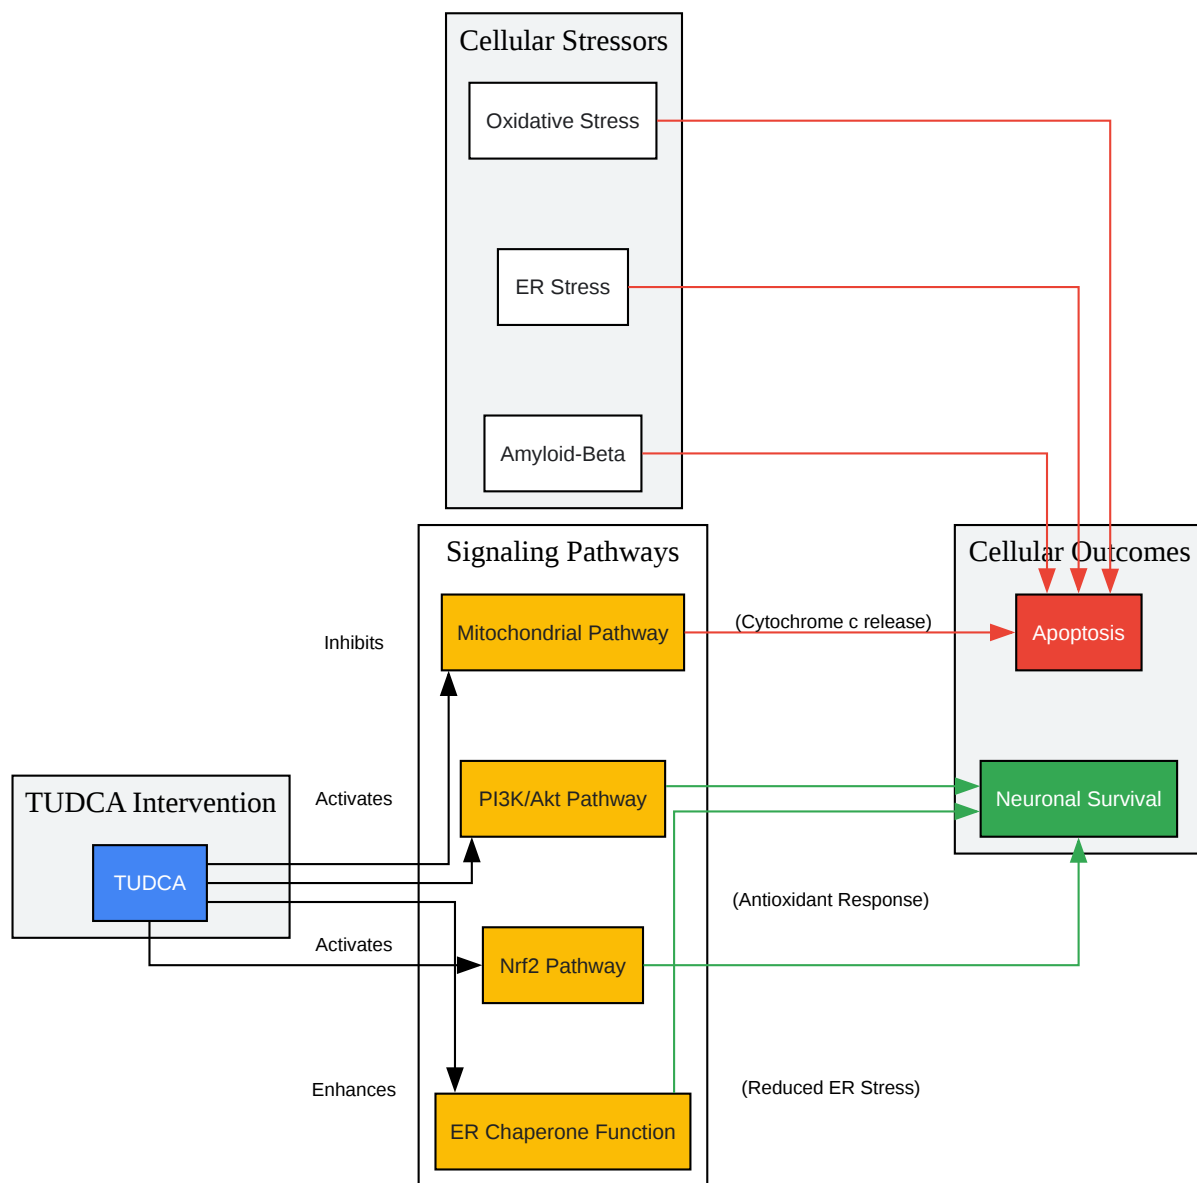 Cellular Stressors
Oxidative Stress
ER Stress
Amyloid-Beta
Signaling Pathways
Cellular Outcomes
Inhibits
Mitochondrial Pathway
(Cytochrome c release)
Apoptosis
TUDCA Intervention
Activates
PI3K/Akt Pathway
Neuronal Survival
TUDCA
(Antioxidant Response)
Activates
Nrf2 Pathway
Enhances
(Reduced ER Stress)
ER Chaperone Function